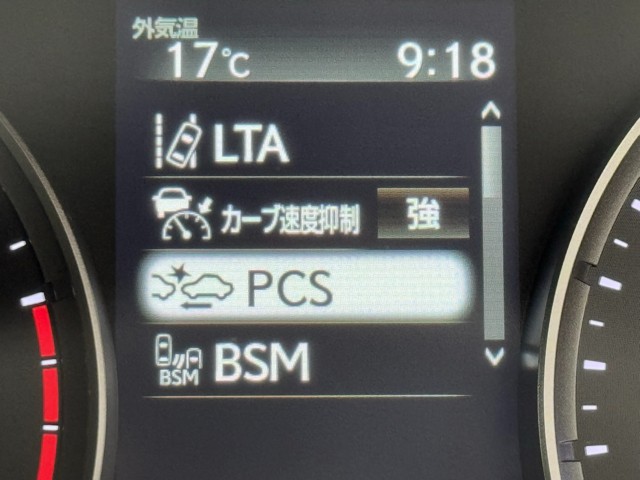 外気温
17℃ 9:18
LTA
カーブ速度抑制 強
PCS
BSM BSM